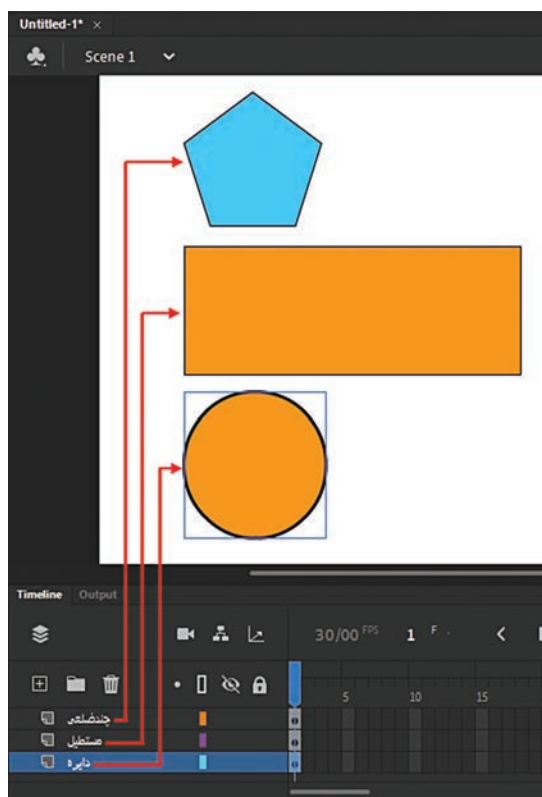 Untitled-1* ×
Scene 1
Timeline Output
30/00 FPS 1 F
5 10 15
چندضلعی
مستطیل
دایره